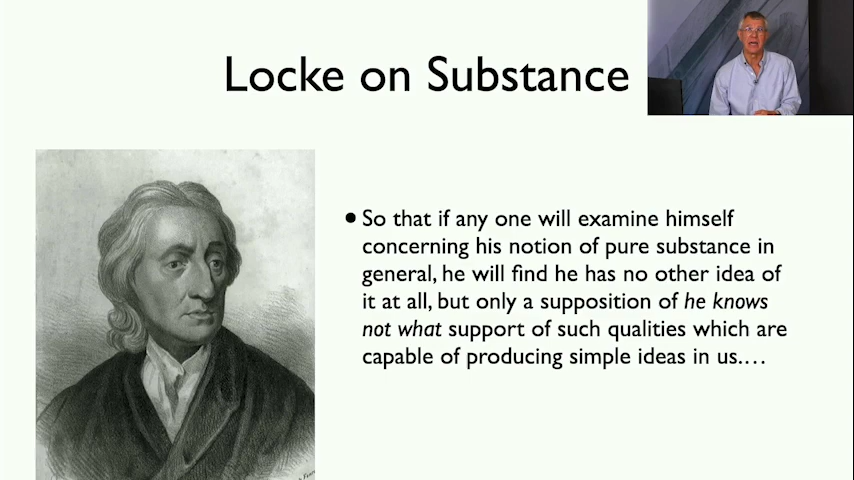 Locke on Substance
• So that if any one will examine himself
concerning his notion of pure substance in
general, he will find he has no other idea of
it at all, but only a supposition of he knows
not what support of such qualities which are
capable of producing simple ideas in us.…